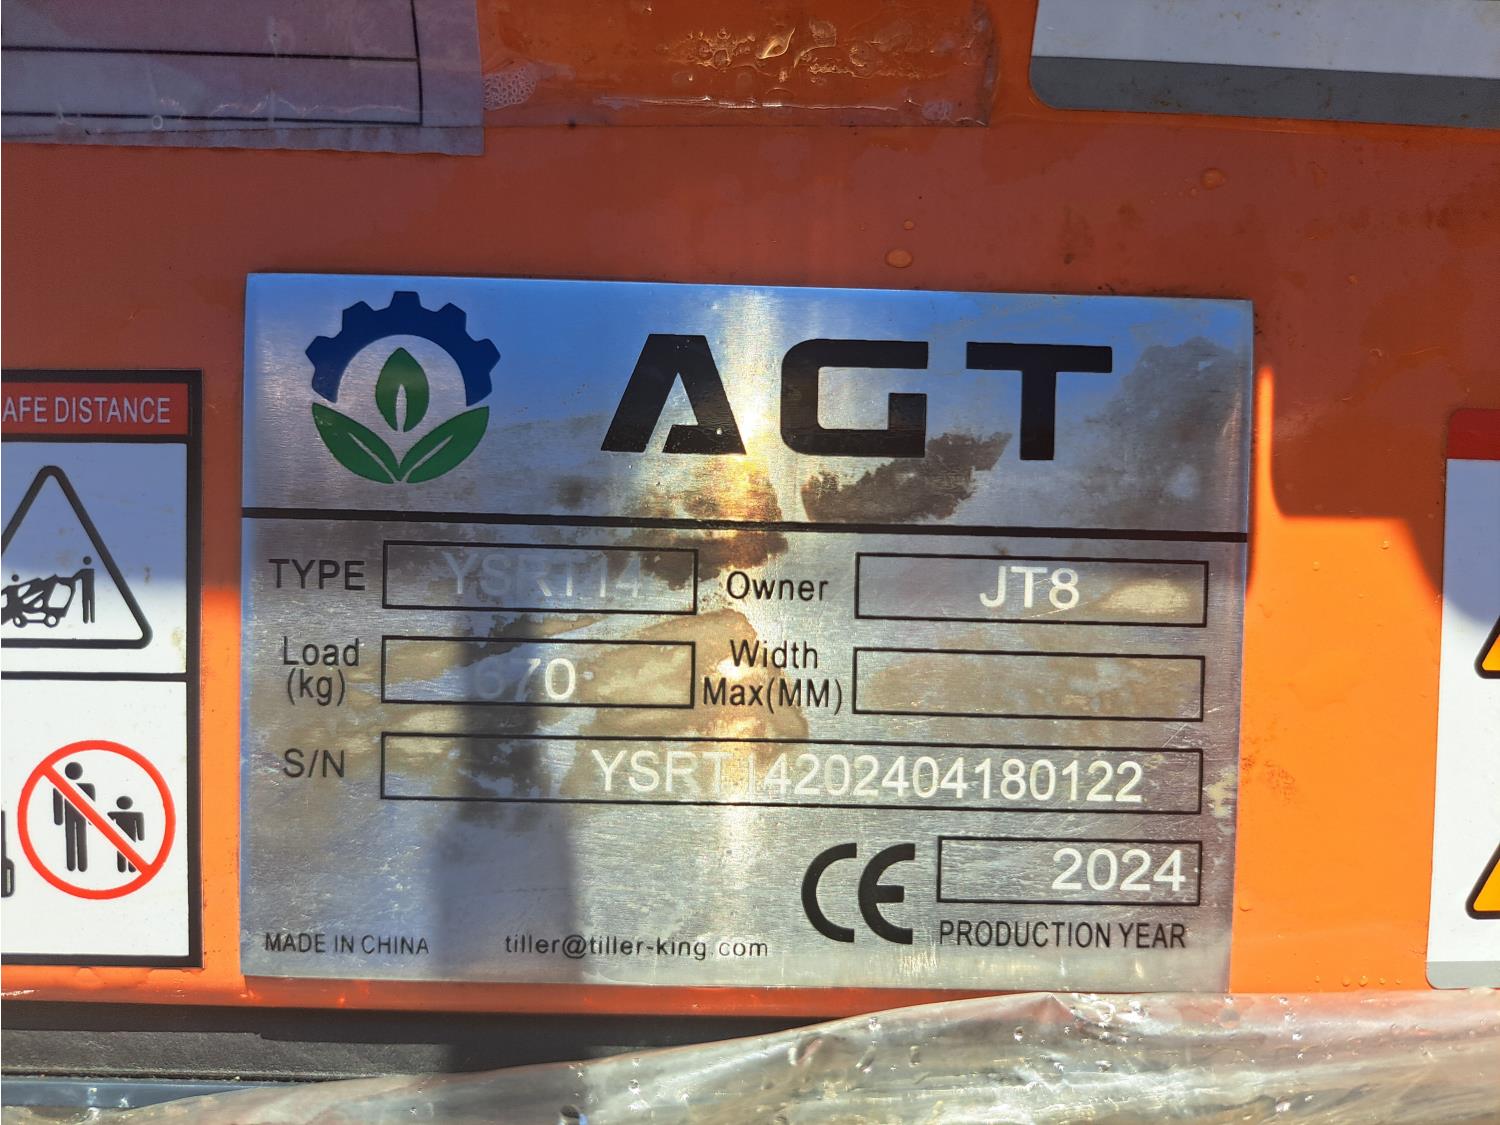 AFE DISTANCE
AGT
TYPE YSRT14 Owner JT8
Load (kg) 670 Width Max(MM)
S/N YSRT14202404180122
CE 2024
PRODUCTION YEAR
MADE IN CHINA tiller@tiller-king.com